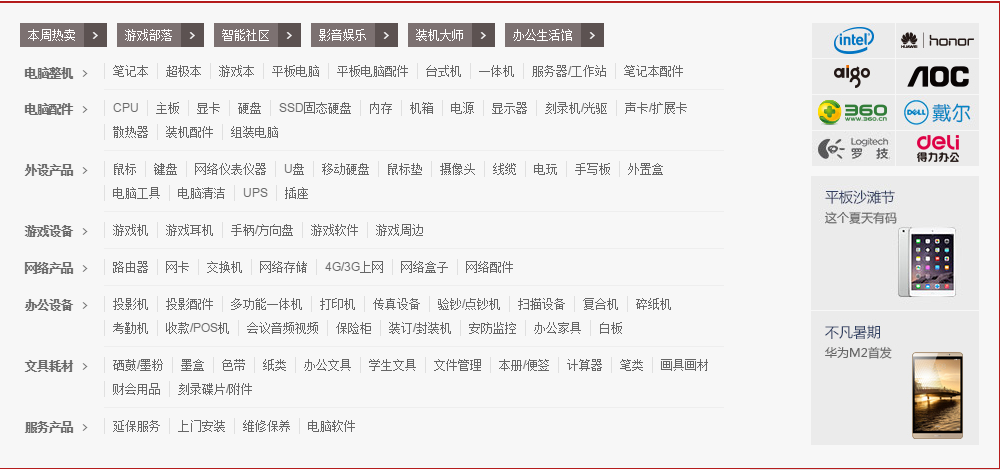 本周热卖 > 游戏部落 > 智能社区 > 影音娱乐 > 装机大师 > 办公生活馆 >
电脑整机 > 笔记本 超极本 游戏本 平板电脑 平板电脑配件 台式机 一体机 服务器/工作站 笔记本配件
电脑配件 > CPU 主板 显卡 硬盘 SSD固态硬盘 内存 机箱 电源 显示器 刻录机/光驱 声卡/扩展卡
散热器 装机配件 组装电脑
外设产品 > 鼠标 键盘 网络仪表仪器 U盘 移动硬盘 鼠标垫 摄像头 线缆 电玩 手写板 外置盒
电脑工具 电脑清洁 UPS 插座
游戏设备 > 游戏机 游戏耳机 手柄/方向盘 游戏软件 游戏周边
网络产品 > 路由器 网卡 交换机 网络存储 4G/3G上网 网络盒子 网络配件
办公设备 > 投影机 投影配件 多功能一体机 打印机 传真设备 验钞/点钞机 扫描设备 复合机 碎纸机
考勤机 收款/POS机 会议音频视频 保险柜 装订/封装机 安防监控 办公家具 白板
文具耗材 > 硒鼓/墨粉 墨盒 色带 纸类 办公文具 学生文具 文件管理 本册/便签 计算器 笔类 画具画材
财会用品 刻录碟片/附件
服务产品 > 延保服务 上门安装 维修保养 电脑软件
intel HUAWEI honor
aigo AOC
360 www.360.cn DELL 戴尔
Logitech 罗技 deli 得力办公
平板沙滩节
这个夏天有码
不凡暑期
华为M2首发